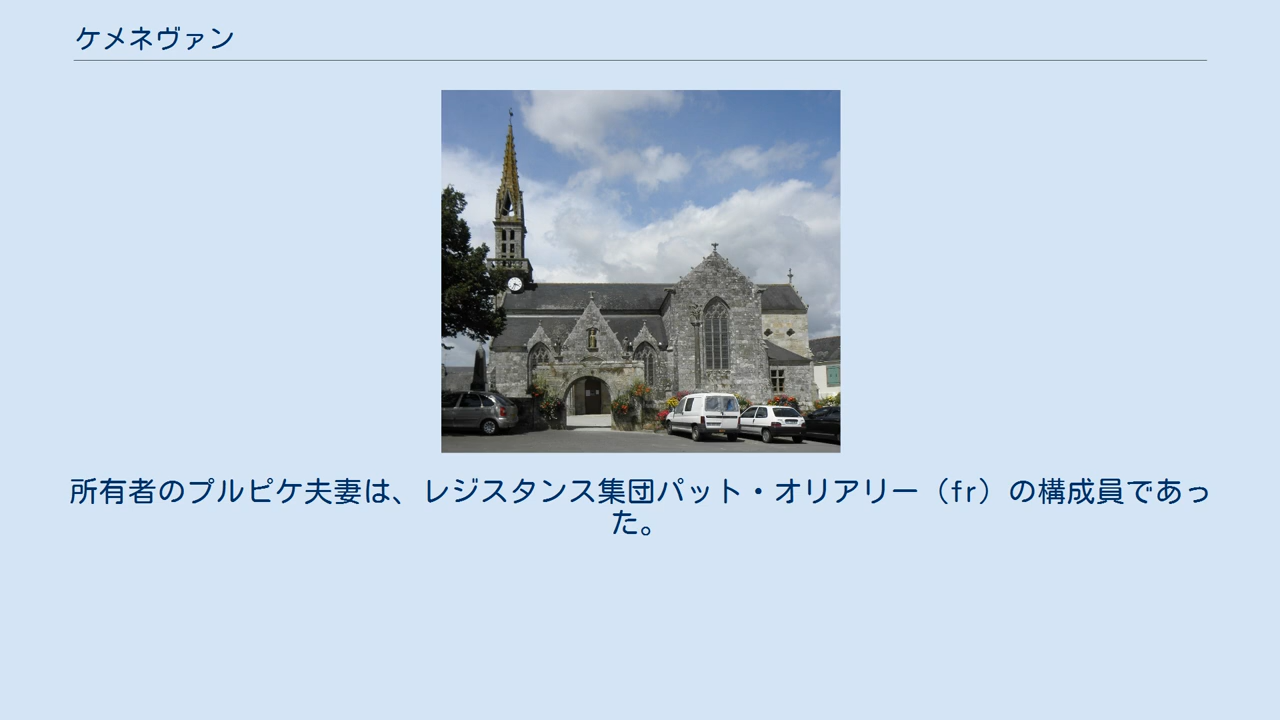 ケメネヴァン
所有者のプルピケ夫妻は、レジスタンス集団パット・オリアリー（fr）の構成員であっ
た。